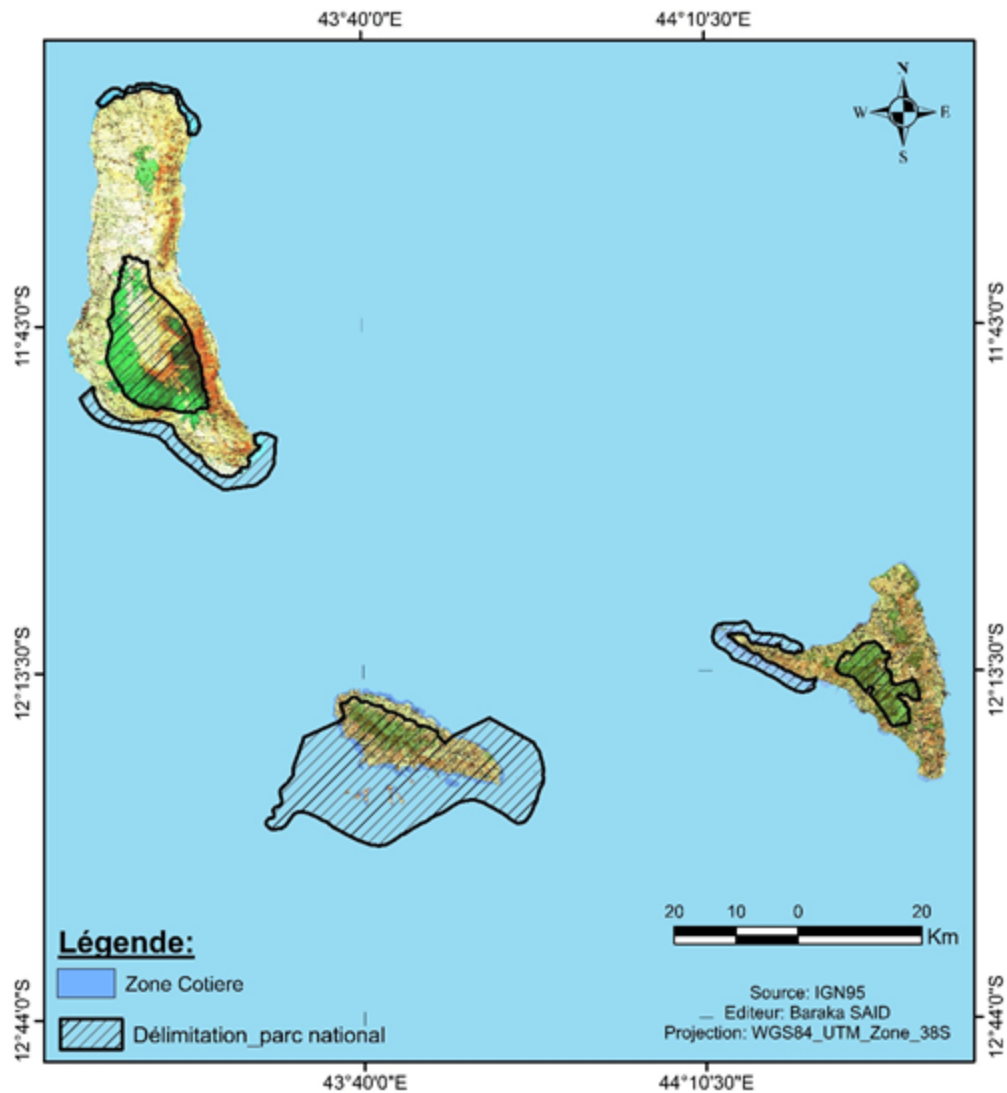 43°40'0"E 44°10'30"E
N
W E
S
11°43'0"S 11°43'0"S
12°13'30"S 12°13'30"S
20 10 0 20
Km
Légende:
Zone Cotiere
Délimitation_parc national
Source: IGN95
Editeur: Baraka SAID
Projection: WGS84_UTM_Zone_38S
12°44'0"S 12°44'0"S
43°40'0"E 44°10'30"E